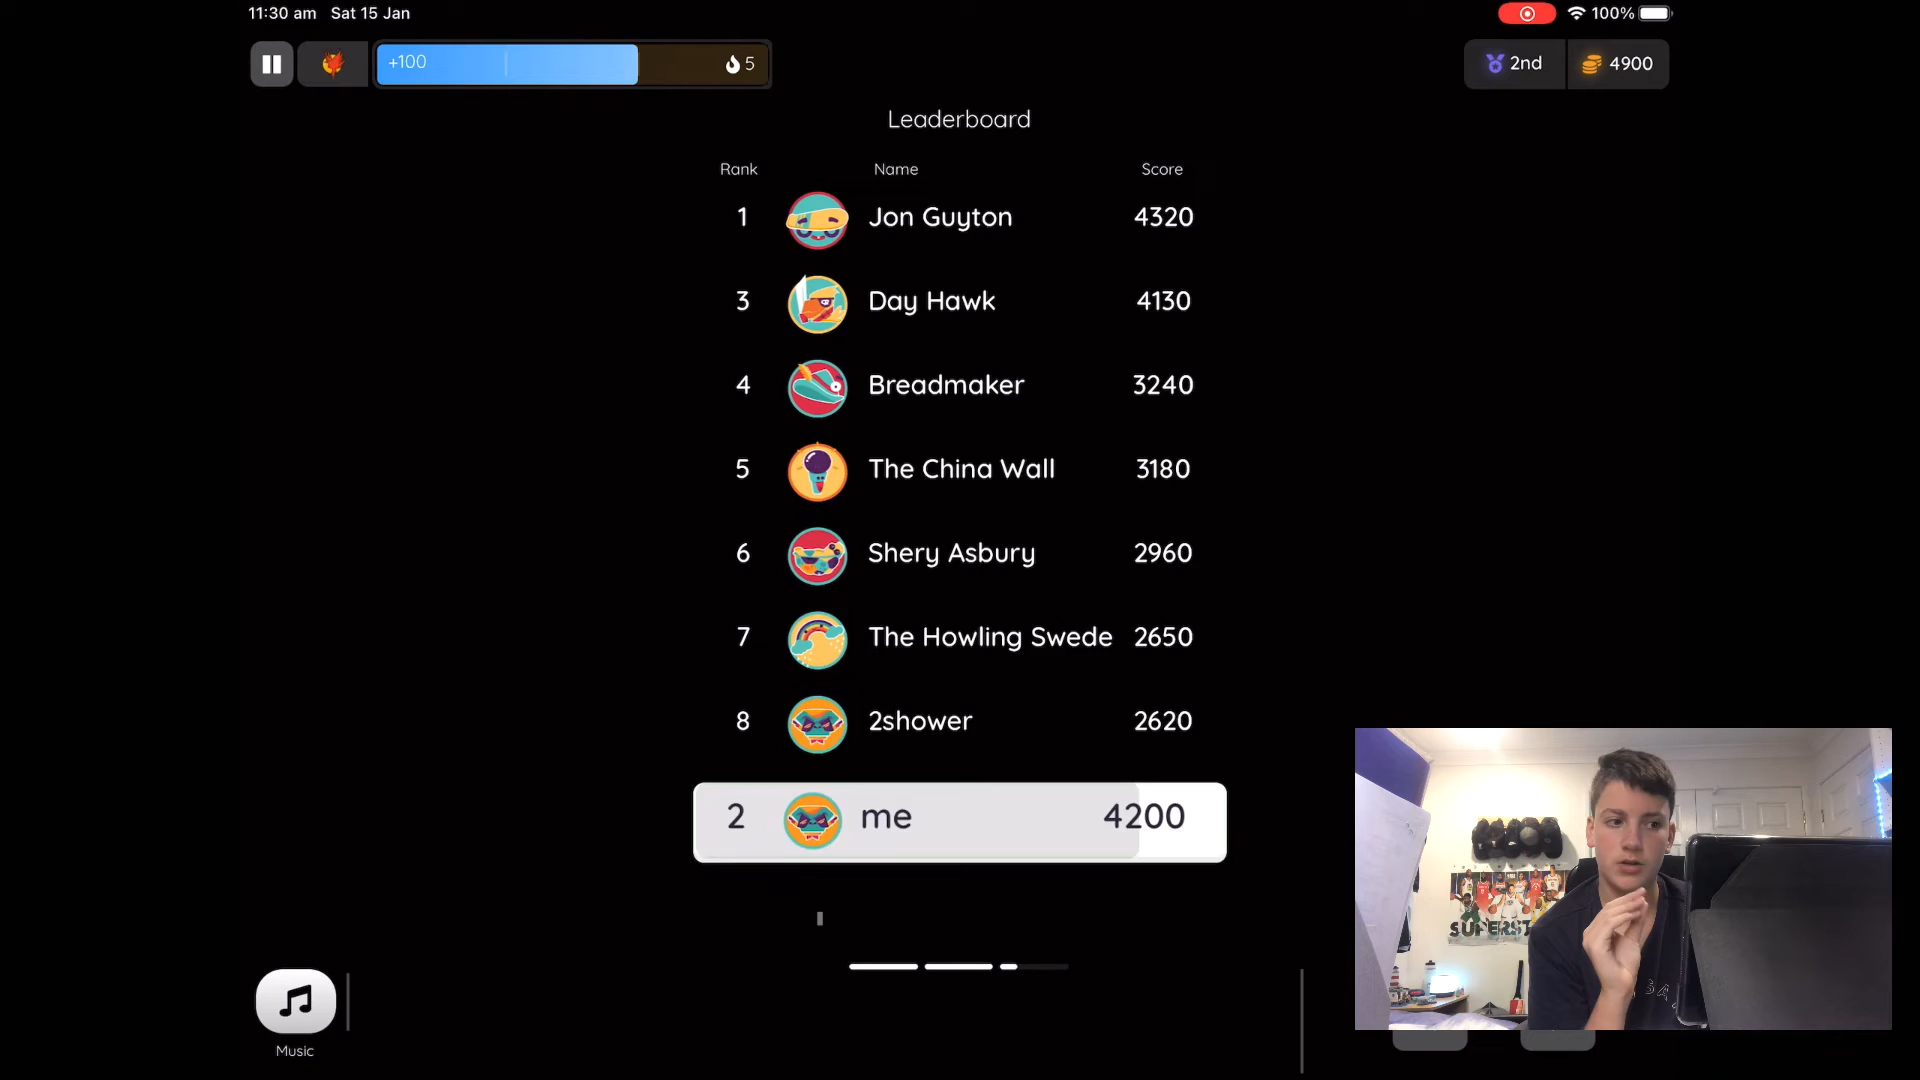 11:30 am Sat 15 Jan
100%
+100
5
2nd
4900
Leaderboard
Rank Name Score
1 Jon Guyton 4320
3 Day Hawk 4130
4 Breadmaker 3240
5 The China Wall 3180
6 Shery Asbury 2960
7 The Howling Swede 2650
8 2shower 2620
2 me 4200
Music